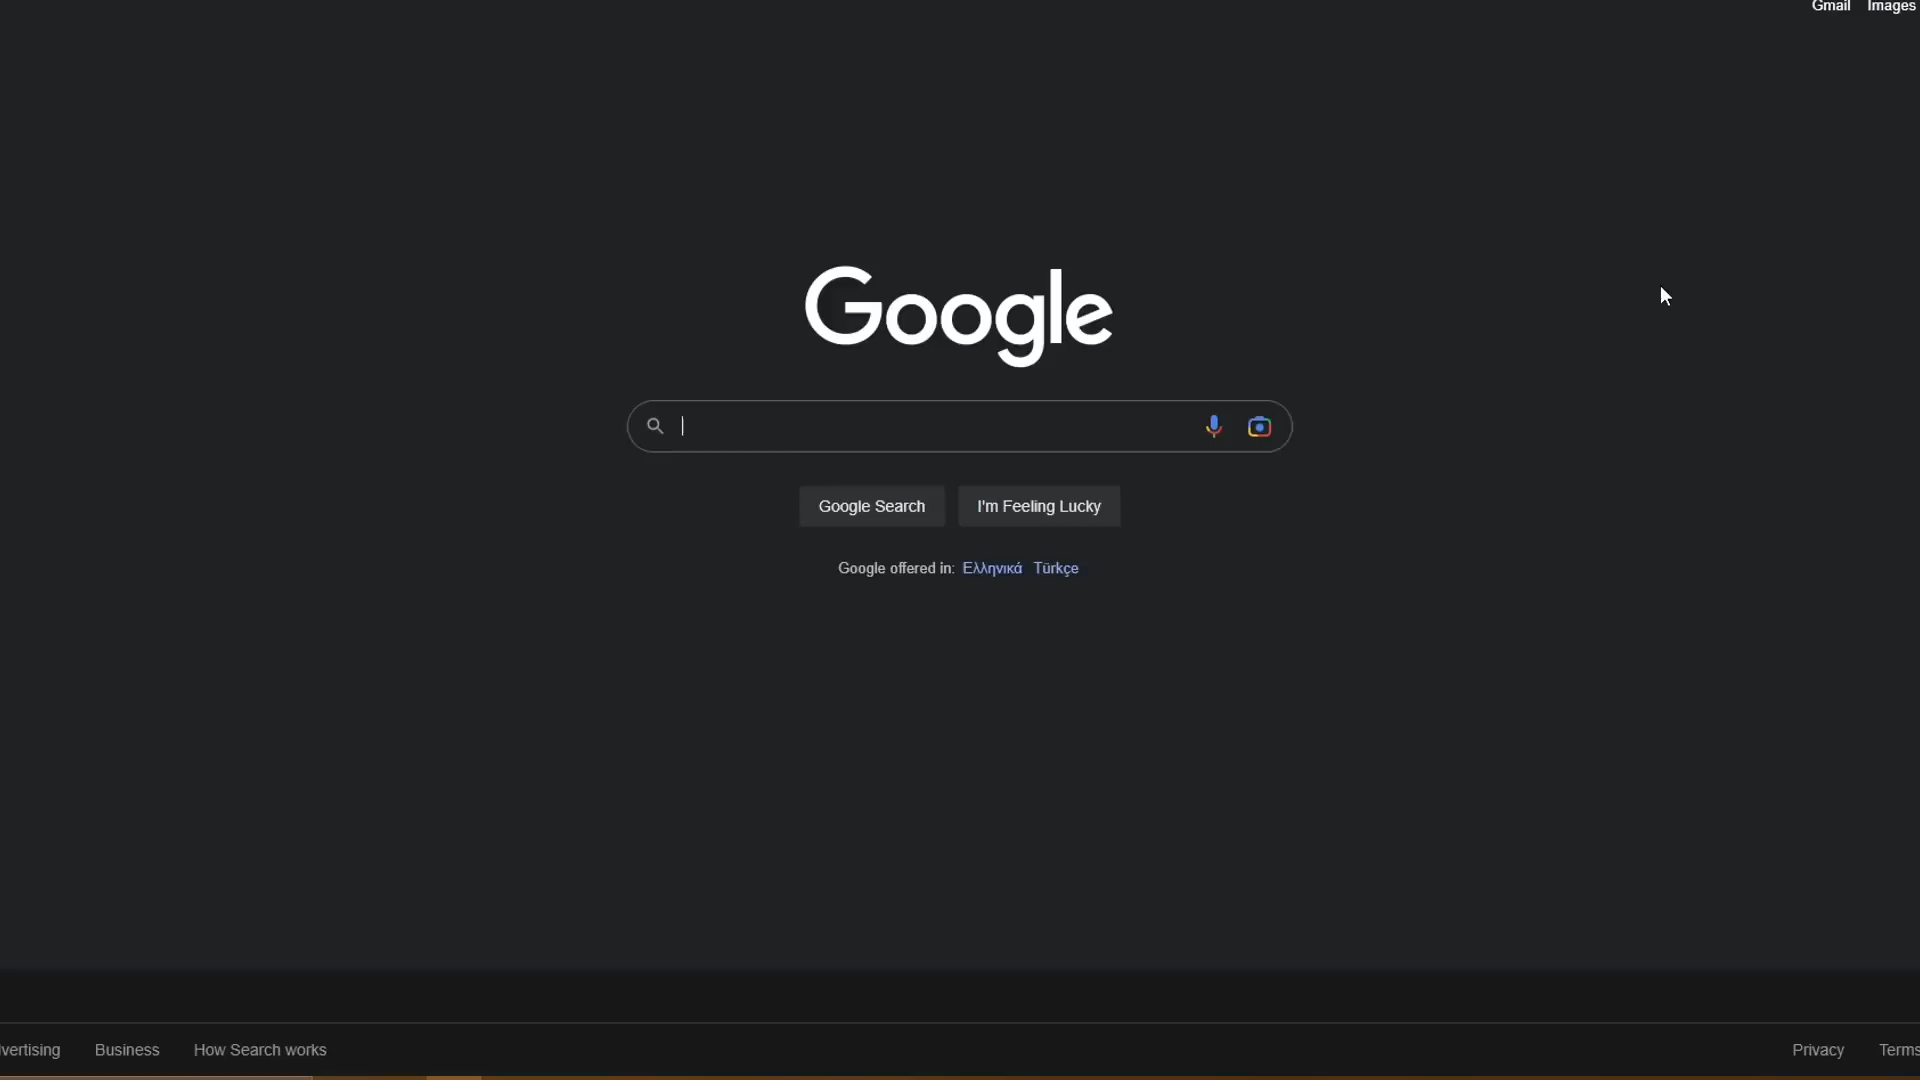 Gmail Images
Google
Google Search I'm Feeling Lucky
Google offered in: Ελληνικά Türkçe
vertising Business How Search works Privacy Terms